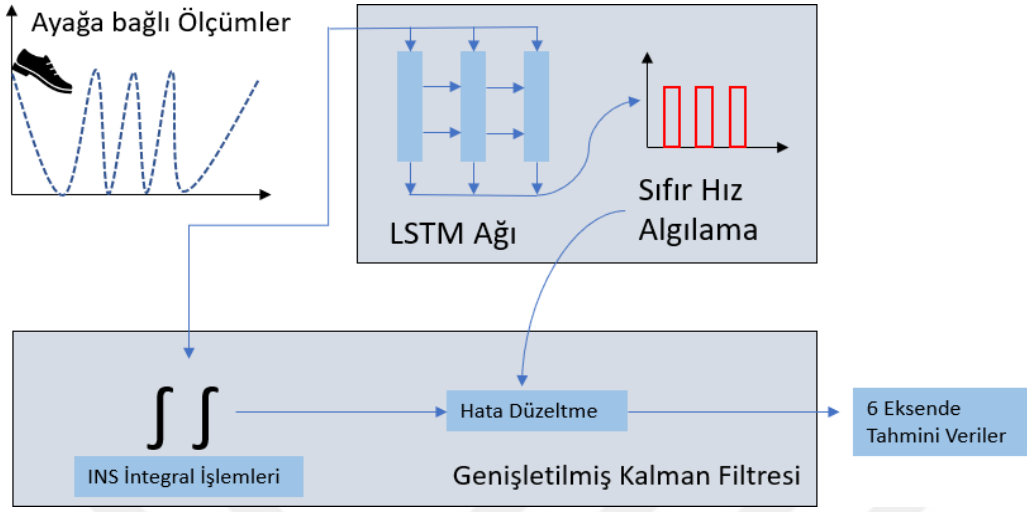 Ayağa bağlı Ölçümler
LSTM Ağı
Sıfır Hız
Algılama
∫ ∫
INS İntegral İşlemleri
Hata Düzeltme
Genişletilmiş Kalman Filtresi
6 Eksende
Tahmini Veriler